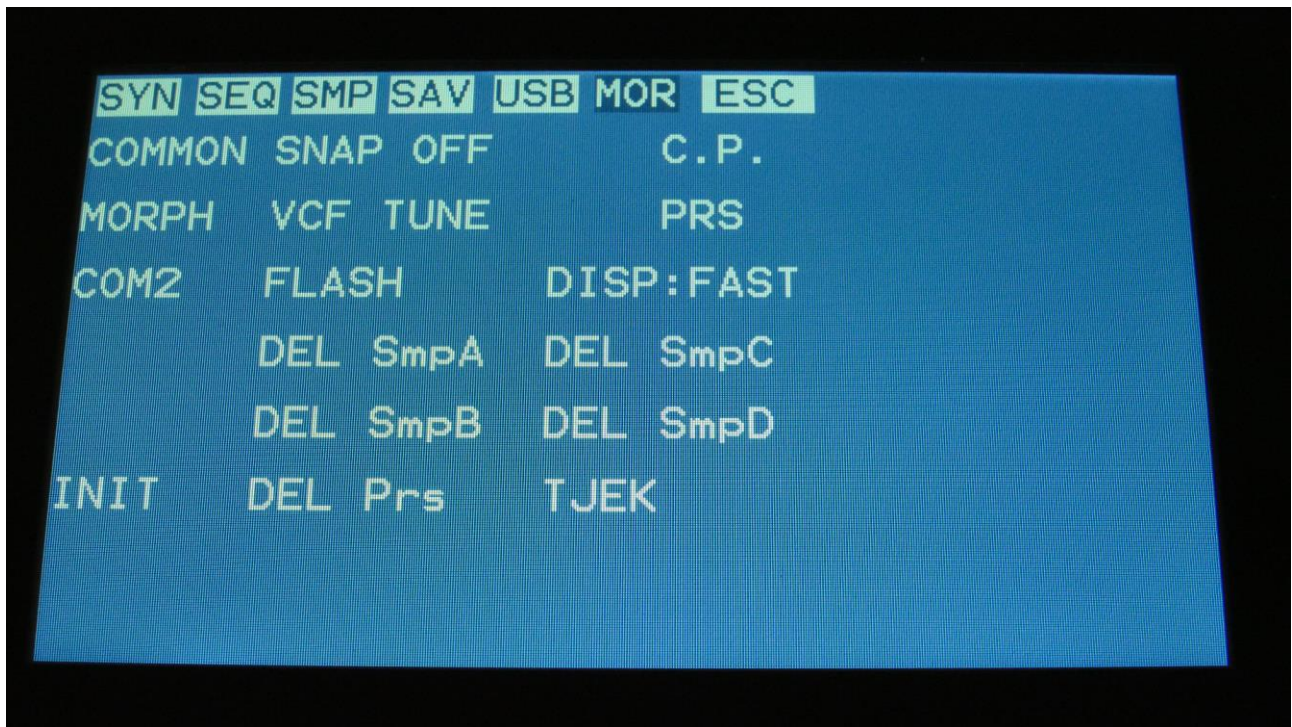 SYN SEQ SMP SAV USB MOR ESC
COMMON SNAP OFF C.P.
MORPH VCF TUNE PRS
COM2 FLASH DISP:FAST
DEL SmpA DEL SmpC
DEL SmpB DEL SmpD
INIT DEL Prs TJEK